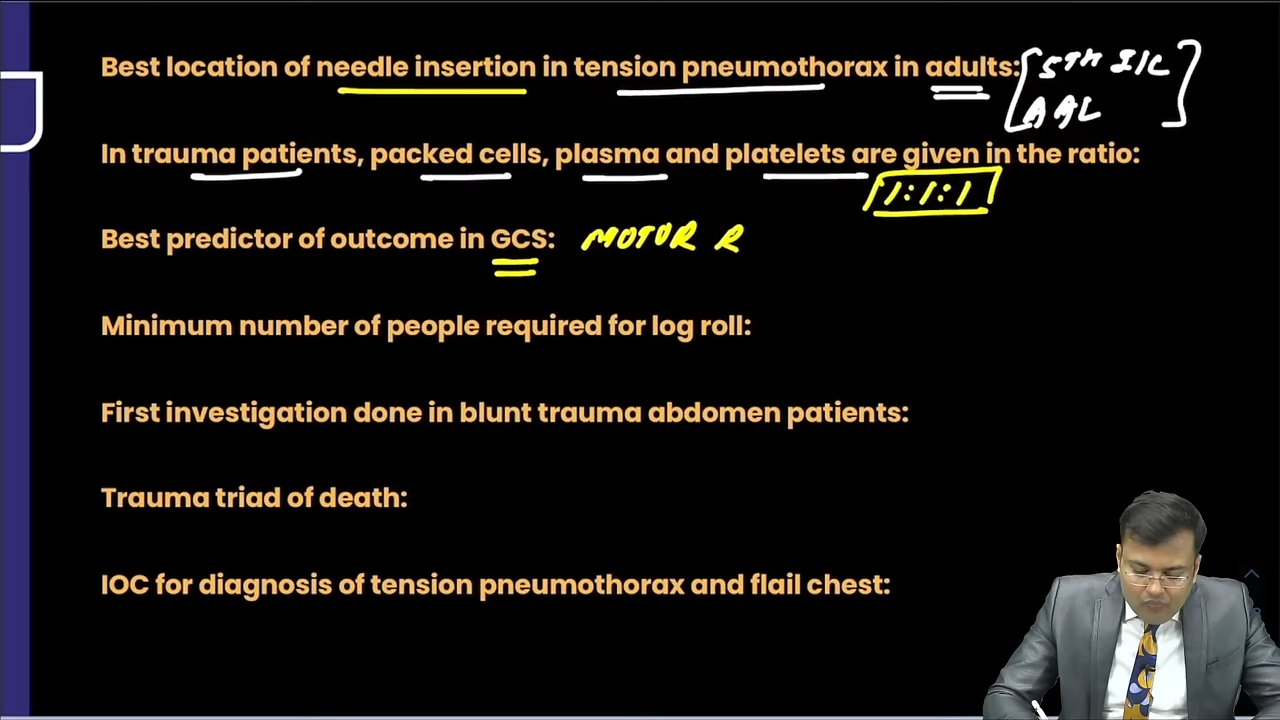 Best location of needle insertion in tension pneumothorax in adults: 5TH I/C
AAL
In trauma patients, packed cells, plasma and platelets are given in the ratio:
1:1:1
Best predictor of outcome in GCS: MOTOR R
Minimum number of people required for log roll:
First investigation done in blunt trauma abdomen patients:
Trauma triad of death:
IOC for diagnosis of tension pneumothorax and flail chest: